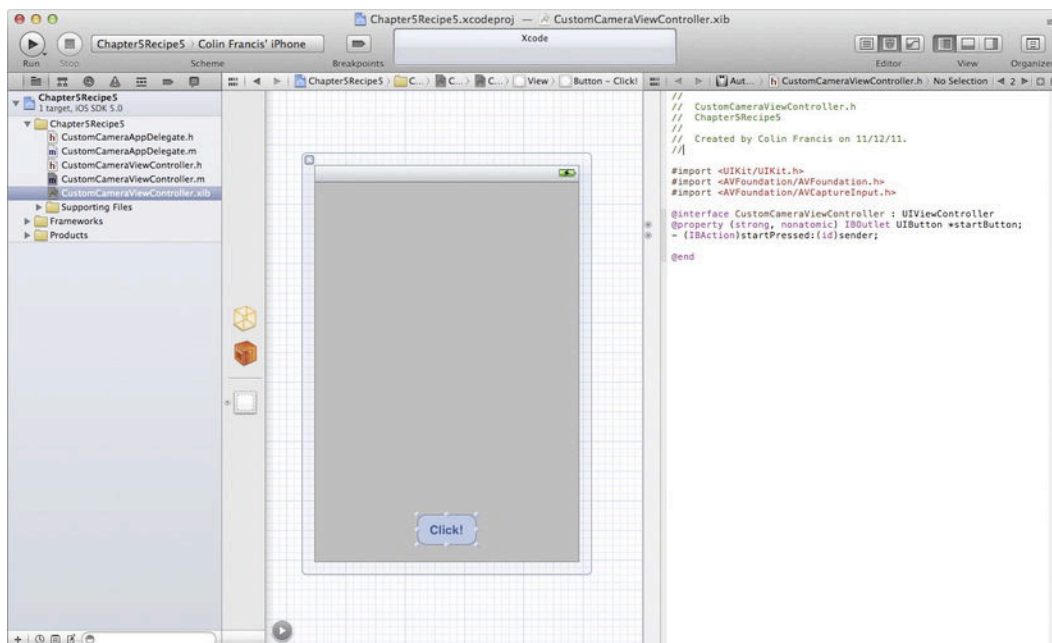 Chapter5Recipe5.xcodeproj — CustomCameraViewController.xib
Chapter5Recipe5 › Colin Francis' iPhone
Xcode
Run
Stop
Scheme
Breakpoints
Editor
View
Organizer
Chapter5Recipe5 › C...› C...› View › Button - Click!
Aut... › CustomCameraViewController.h › No Selection
2
Chapter5Recipe5
1 target, iOS SDK 5.0
Chapter5Recipe5
h CustomCameraAppDelegate.h
m CustomCameraAppDelegate.m
h CustomCameraViewController.h
m CustomCameraViewController.m
CustomCameraViewController.xib
Supporting Files
Frameworks
Products
Click!
//
// CustomCameraViewController.h
// Chapter5Recipe5
//
// Created by Colin Francis on 11/12/11.
//
#import <UIKit/UIKit.h>
#import <AVFoundation/AVFoundation.h>
#import <AVFoundation/AVCaptureInput.h>
@interface CustomCameraViewController : UIViewController
@property (strong, nonatomic) IBOutlet UIButton *startButton;
- (IBAction)startPressed:(id)sender;
@end